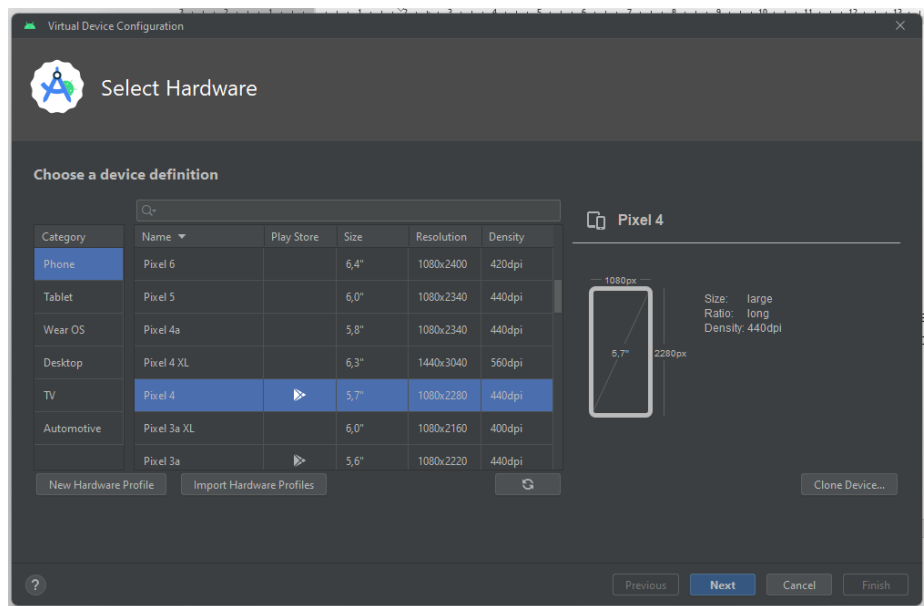 Virtual Device Configuration
Select Hardware
Choose a device definition
Category
Phone
Tablet
Wear OS
Desktop
TV
Automotive
Name Play Store Size Resolution Density
Pixel 6 6,4" 1080x2400 420dpi
Pixel 5 6,0" 1080x2340 440dpi
Pixel 4a 5,8" 1080x2340 440dpi
Pixel 4 XL 6,3" 1440x3040 560dpi
Pixel 4 5,7" 1080x2280 440dpi
Pixel 3a XL 6,0" 1080x2160 400dpi
Pixel 3a 5,6" 1080x2220 440dpi
New Hardware Profile Import Hardware Profiles
Pixel 4
1080px
5,7"
2280px
Size: large
Ratio: long
Density: 440dpi
Clone Device...
? Previous Next Cancel Finish